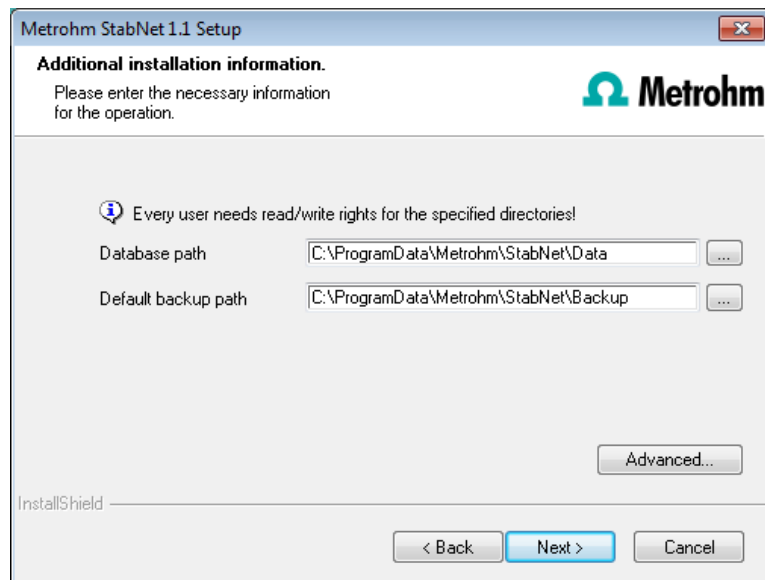 Metrohm StabNet 1.1 Setup
Additional installation information.
Please enter the necessary information
for the operation.
Metrohm
Every user needs read/write rights for the specified directories!
Database path C:\ProgramData\Metrohm\StabNet\Data ...
Default backup path C:\ProgramData\Metrohm\StabNet\Backup ...
Advanced...
InstallShield
< Back Next > Cancel